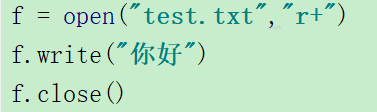 f = open("test.txt","r+")
f.write("你好")
f.close()